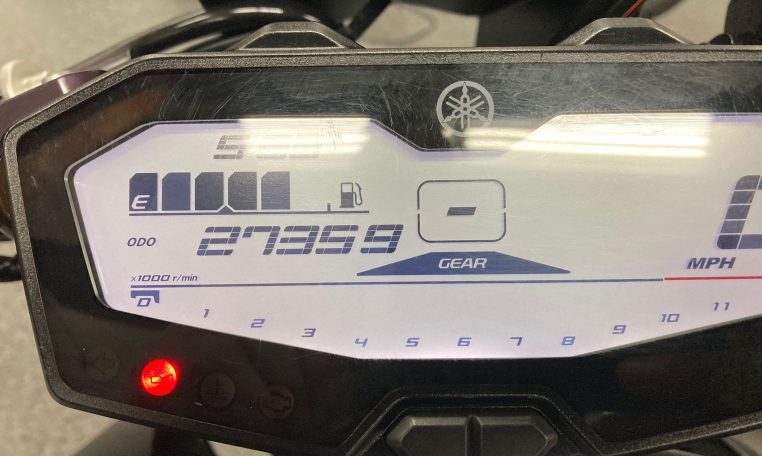 E
ODO 27359
-
GEAR
MPH
x1000 r/min
0 1 2 3 4 5 6 7 8 9 10 11